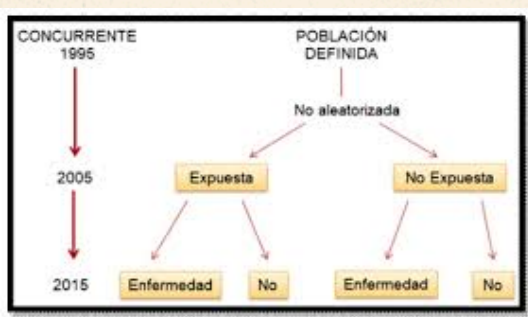 CONCURRENTE
1995
POBLACIÓN
DEFINIDA
No aleatorizada
2005
Expuesta
No Expuesta
2015
Enfermedad
No
Enfermedad
No